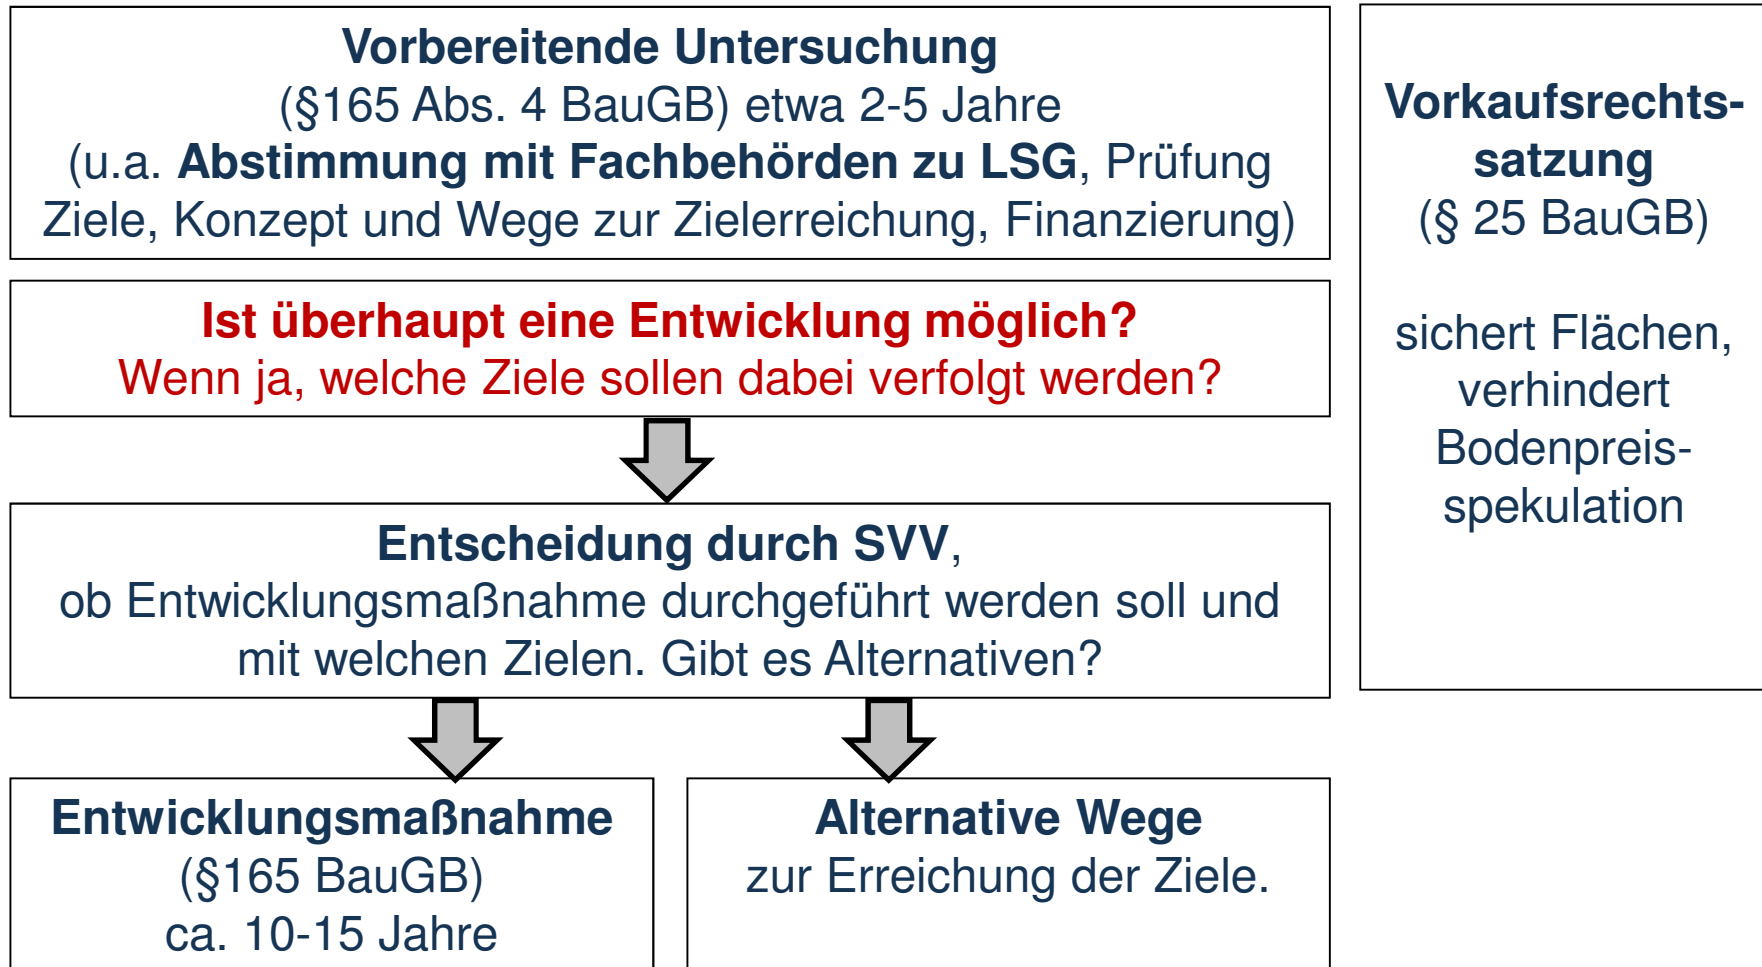 Vorbereitende Untersuchung
(§165 Abs. 4 BauGB) etwa 2-5 Jahre
(u.a. Abstimmung mit Fachbehörden zu LSG, Prüfung
Ziele, Konzept und Wege zur Zielerreichung, Finanzierung)
Ist überhaupt eine Entwicklung möglich?
Wenn ja, welche Ziele sollen dabei verfolgt werden?
Entscheidung durch SVV,
ob Entwicklungsmaßnahme durchgeführt werden soll und
mit welchen Zielen. Gibt es Alternativen?
Entwicklungsmaßnahme
(§165 BauGB)
ca. 10-15 Jahre
Alternative Wege
zur Erreichung der Ziele.
Vorkaufsrechts-
satzung
(§ 25 BauGB)
sichert Flächen,
verhindert
Bodenpreis-
spekulation